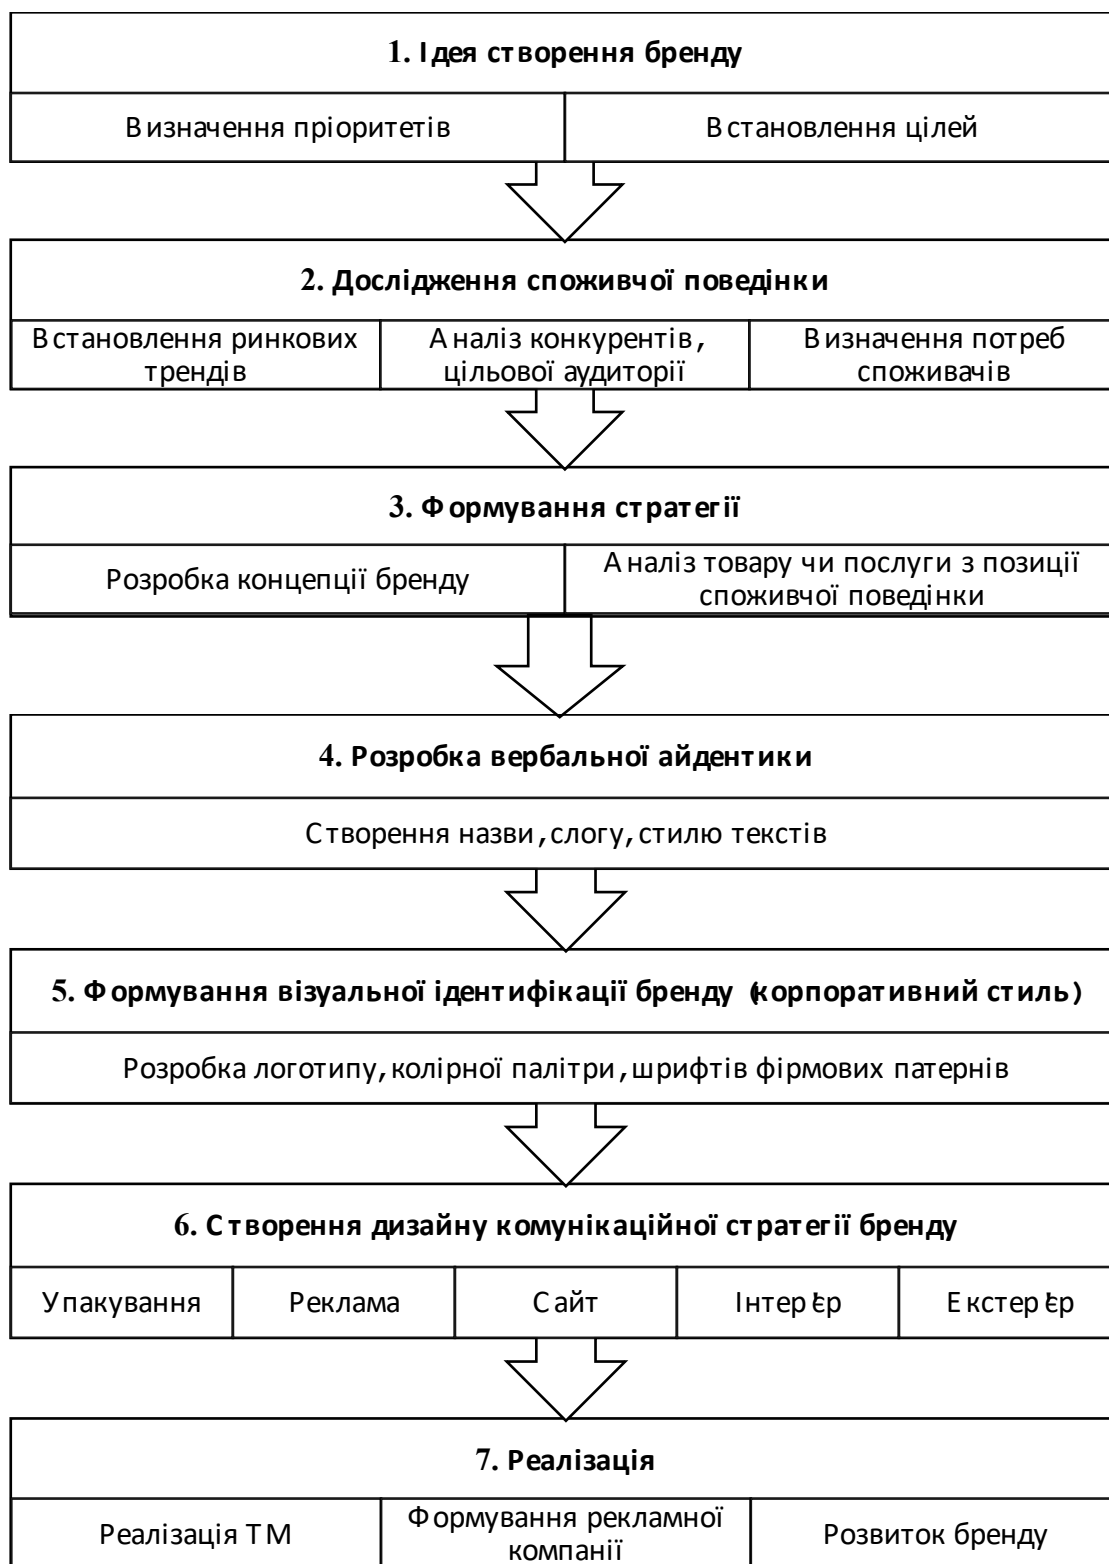 1. Ідея створення бренду
Визначення пріоритетів
Встановлення цілей
2. Дослідження споживчої поведінки
Встановлення ринкових
трендів
Аналіз конкурентів,
цільової аудиторії
Визначення потреб
споживачів
3. Формування стратегії
Розробка концепції бренду
Аналіз товару чи послуги з позиції
споживчої поведінки
4. Розробка вербальної айдентики
Створення назви, слогу, стилю текстів
5. Формування візуальної ідентифікації бренду (корпоративний стиль)
Розробка логотипу, колірної палітри, шрифтів фірмових патернів
6. Створення дизайну комунікаційної стратегії бренду
Упакування
Реклама
Сайт
Інтер'єр
Екстер'єр
7. Реалізація
Реалізація ТМ
Формування рекламної
компанії
Розвиток бренду